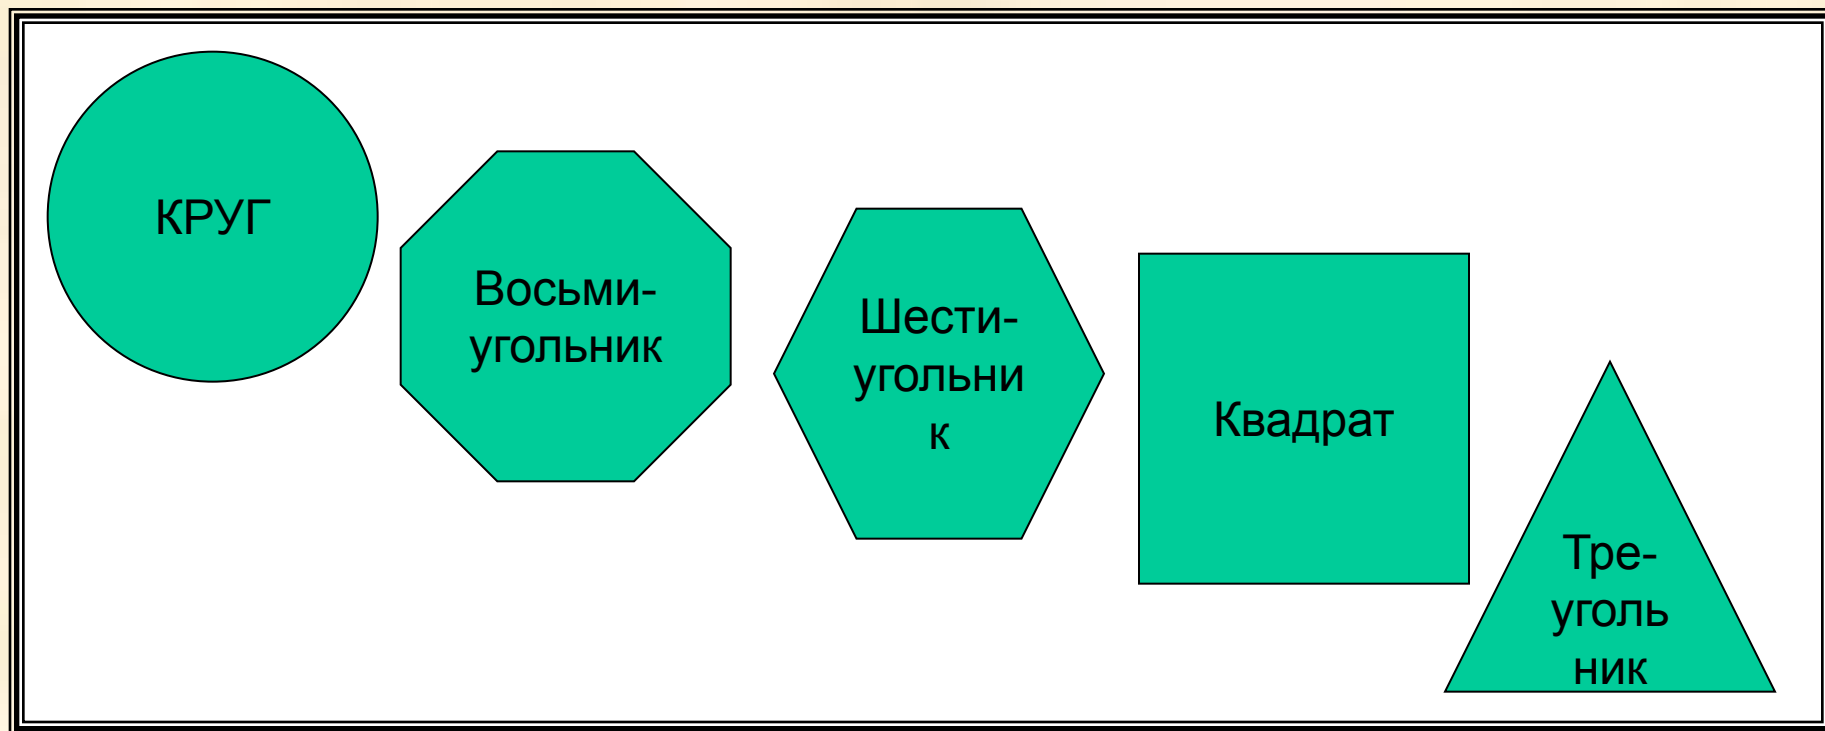 КРУГ
Восьми-
угольник
Шести-
угольни
к
Квадрат
Тре-
уголь
ник